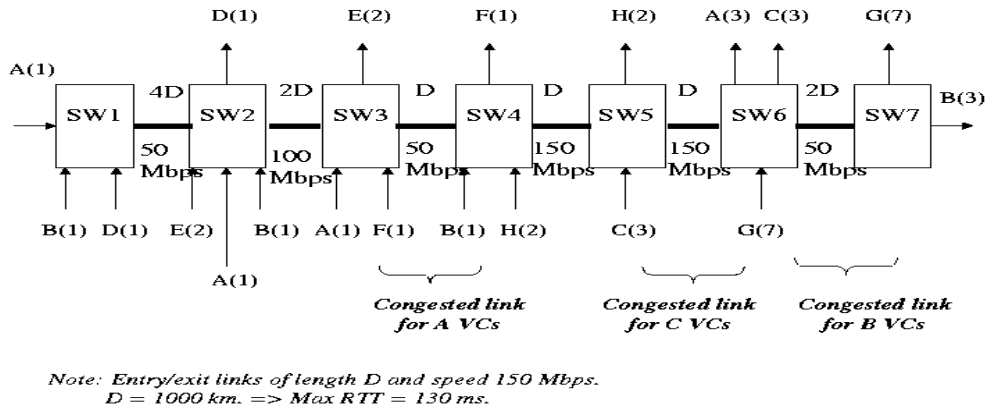 D(1) E(2) F(1) H(2) A(3) C(3) G(7)
A(1) 4D 2D D D D 2D B(3)
SW1 SW2 SW3 SW4 SW5 SW6 SW7
50 Mbps 100 Mbps 50 Mbps 150 Mbps 150 Mbps 50 Mbps
B(1) D(1) E(2) B(1) A(1) F(1) B(1) H(2) C(3) G(7)
A(1)
Congested link Congested link Congested link
for A VCs for C VCs for B VCs
Note: Entry/exit links of length D and speed 150 Mbps.
D = 1000 km. => Max RTT = 130 ms.